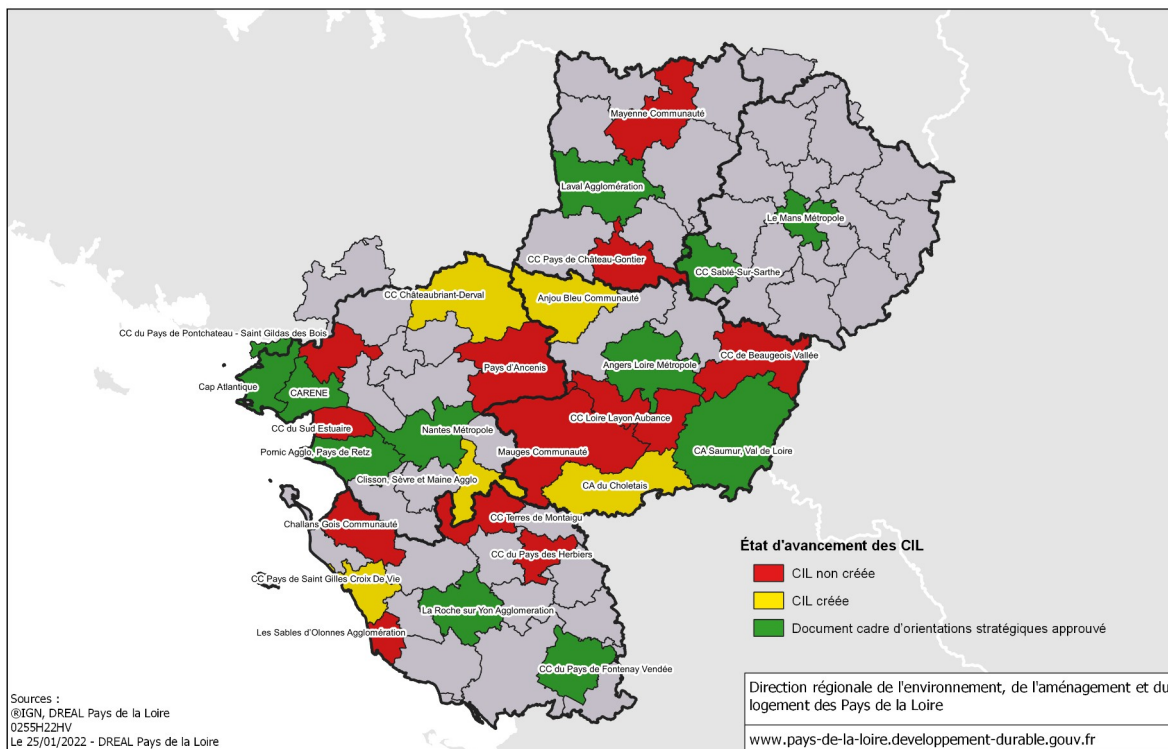 Mayenne Communauté
Laval Agglomération
Le Mans Métropole
CC Pays de Château-Gontier
CC Sablé-Sur-Sarthe
CC Châteaubriant-Derval
Anjou Bleu Communauté
CC du Pays de Pontchateau - Saint Gildas des Bois
CC de Beaugeois Vallée
Pays d'Ancenis
Angers Loire Métropole
Cap Atlantique
CARENE
CC Loire Layon Aubance
CC du Sud Estuaire
Nantes Métropole
Mauges Communauté
CA Saumur, Val de Loire
Pornic Agglo, Pays de Retz
Clisson, Sèvre et Maine Agglo
CA du Choletais
CC Terres de Montaigu
Challans Gois Communauté
CC du Pays des Herbiers
CC Pays de Saint Gilles Croix De Vie
La Roche sur Yon Agglomeration
Les Sables d'Olonnes Agglomération
CC du Pays de Fontenay Vendée
État d'avancement des CIL
CIL non créée
CIL créée
Document cadre d'orientations stratégiques approuvé
Sources :
®IGN, DREAL Pays de la Loire
0255H22HV
Le 25/01/2022 - DREAL Pays de la Loire
Direction régionale de l'environnement, de l'aménagement et du
logement des Pays de la Loire
www.pays-de-la-loire.developpement-durable.gouv.fr